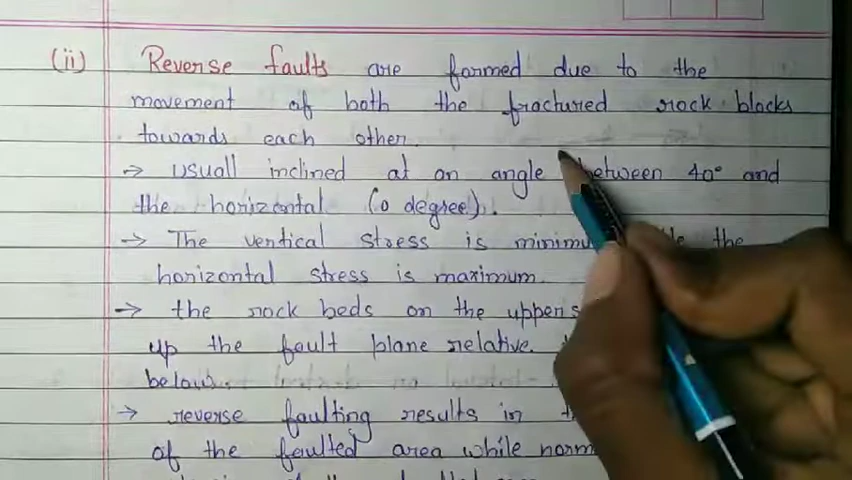 (ii) Reverse faults are formed due to the
movement of both the fractured rock blocks
towards each other.
→ usuall inclined at an angle between 40° and
the horizontal (0 degree).
→ The vertical stress is the
horizontal stress is maximum.
→ the rock beds on the
up the fault plane relative.
below.
→ reverse faulting results in
of the faulted area while